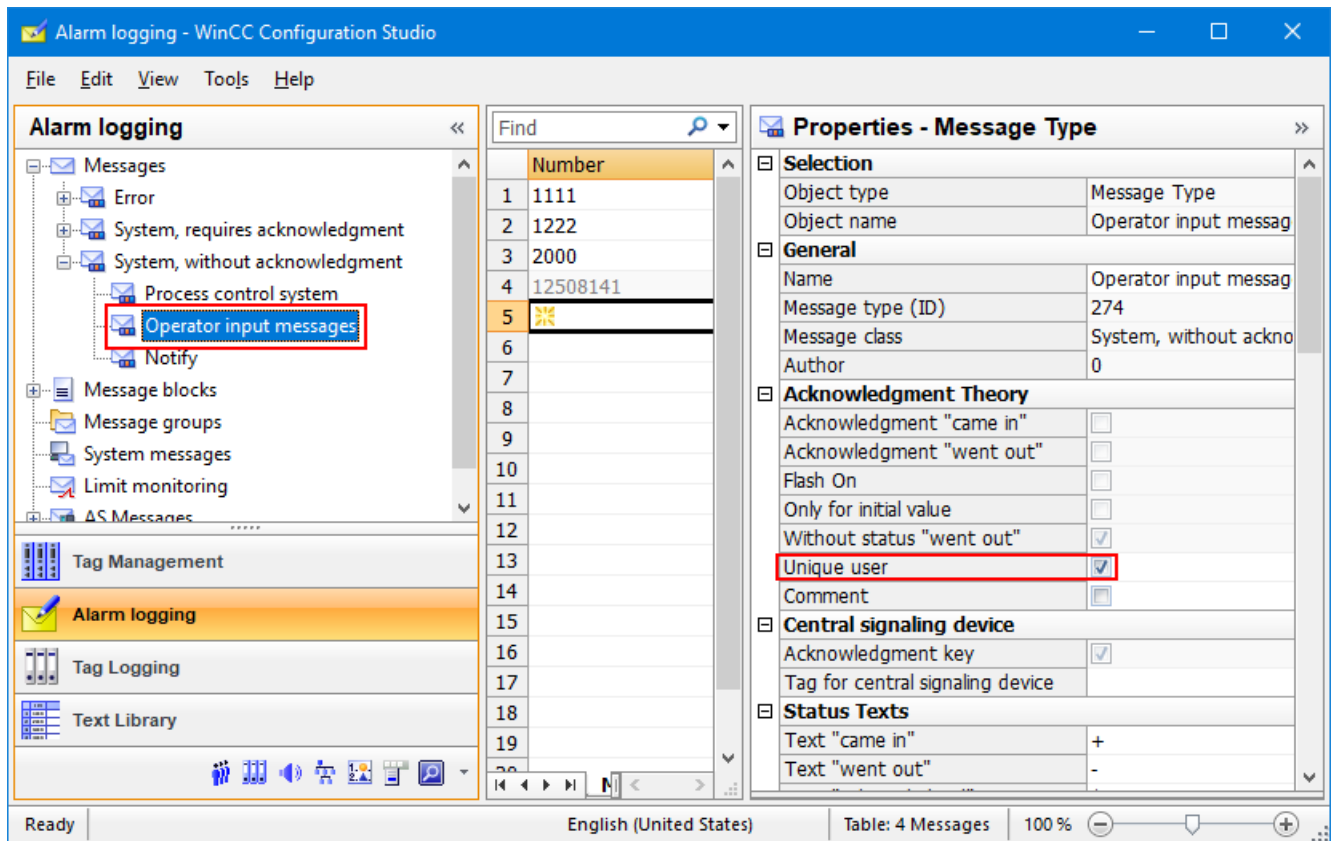 Alarm logging - WinCC Configuration Studio
File Edit View Tools Help
Alarm logging «
Messages
Error
System, requires acknowledgment
System, without acknowledgment
Process control system
Operator input messages
Notify
Message blocks
Message groups
System messages
Limit monitoring
AS Messages
Tag Management
Alarm logging
Tag Logging
Text Library
Find
Number
1 1111
2 1222
3 2000
4 12508141
5
6
7
8
9
10
11
12
13
14
15
16
17
18
19
20
Properties - Message Type »
Selection
Object type Message Type
Object name Operator input messag
General
Name Operator input messag
Message type (ID) 274
Message class System, without ackno
Author 0
Acknowledgment Theory
Acknowledgment "came in"
Acknowledgment "went out"
Flash On
Only for initial value
Without status "went out"
Unique user
Comment
Central signaling device
Acknowledgment key
Tag for central signaling device
Status Texts
Text "came in" +
Text "went out" -
Ready English (United States) Table: 4 Messages 100 %